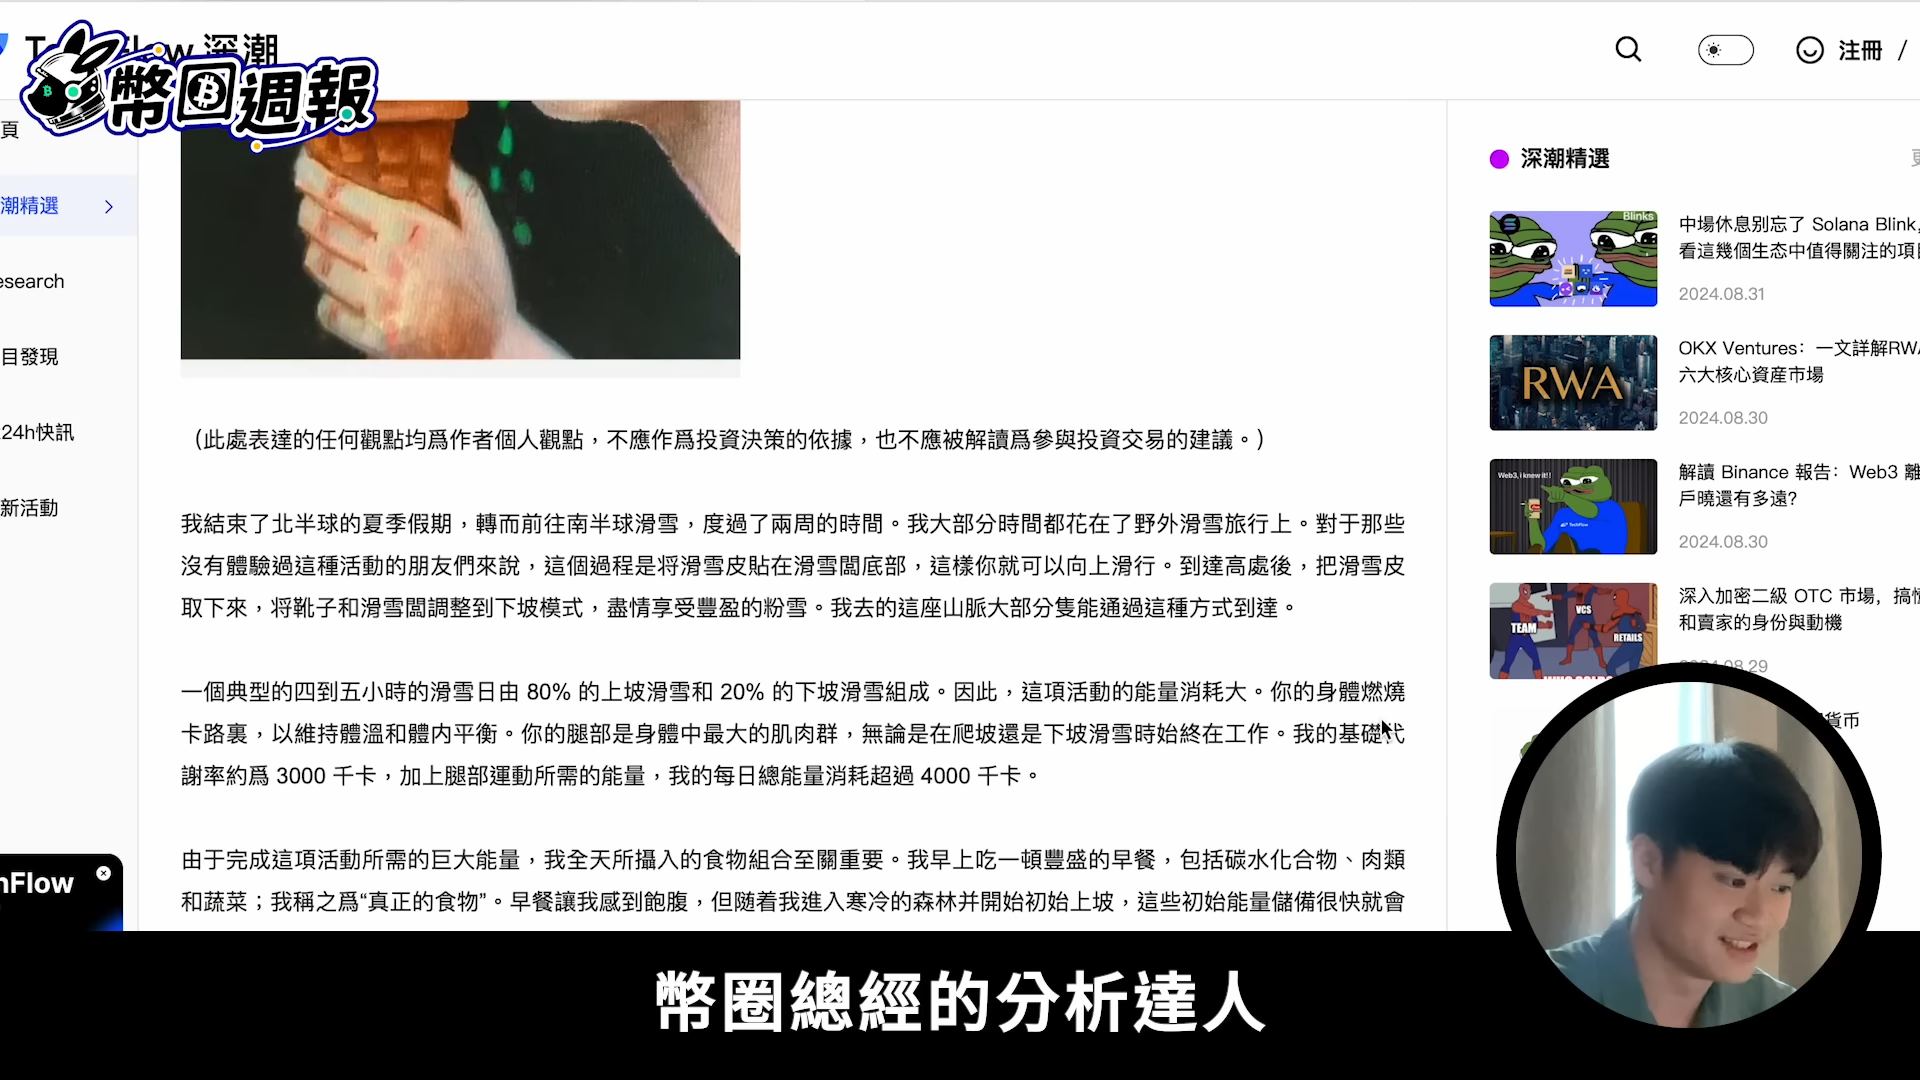 TechFlow 深潮
幣圈週報
注冊 /
頁
潮精選
esearch
目發現
24h快訊
新活動
（此處表達的任何觀點均爲作者個人觀點，不應作爲投資決策的依據，也不應被解讀爲參與投資交易的建議。）
我結束了北半球的夏季假期，轉而前往南半球滑雪，度過了兩周的時間。我大部分時間都花在了野外滑雪旅行上。對于那些
沒有體驗過這種活動的朋友們來說，這個過程是将滑雪皮貼在滑雪闆底部，這樣你就可以向上滑行。到達高處後，把滑雪皮
取下來，将靴子和滑雪闆調整到下坡模式，盡情享受豐盈的粉雪。我去的這座山脈大部分隻能通過這種方式到達。
一個典型的四到五小時的滑雪日由 80% 的上坡滑雪和 20% 的下坡滑雪組成。因此，這項活動的能量消耗大。你的身體燃燒
卡路裏，以維持體溫和體内平衡。你的腿部是身體中最大的肌肉群，無論是在爬坡還是下坡滑雪時始終在工作。我的基礎代
謝率約爲 3000 千卡，加上腿部運動所需的能量，我的每日總能量消耗超過 4000 千卡。
由于完成這項活動所需的巨大能量，我全天所攝入的食物組合至關重要。我早上吃一頓豐盛的早餐，包括碳水化合物、肉類
和蔬菜；我稱之爲“真正的食物”。早餐讓我感到飽腹，但随着我進入寒冷的森林并開始初始上坡，這些初始能量儲備很快就會
深潮精選
Blinks
中場休息别忘了 Solana Blink,
看這幾個生态中值得關注的項目
2024.08.31
RWA
OKX Ventures：一文詳解RWA
六大核心資産市場
2024.08.30
Web3, i knew it!!
TechFlow
解讀 Binance 報告：Web3 離
戶曉還有多遠?
2024.08.30
TEAM
VCS
RETAILS
深入加密二級 OTC 市場，搞
和賣家的身份與動機
2024.08.29
貨币
hFlow
幣圈總經的分析達人